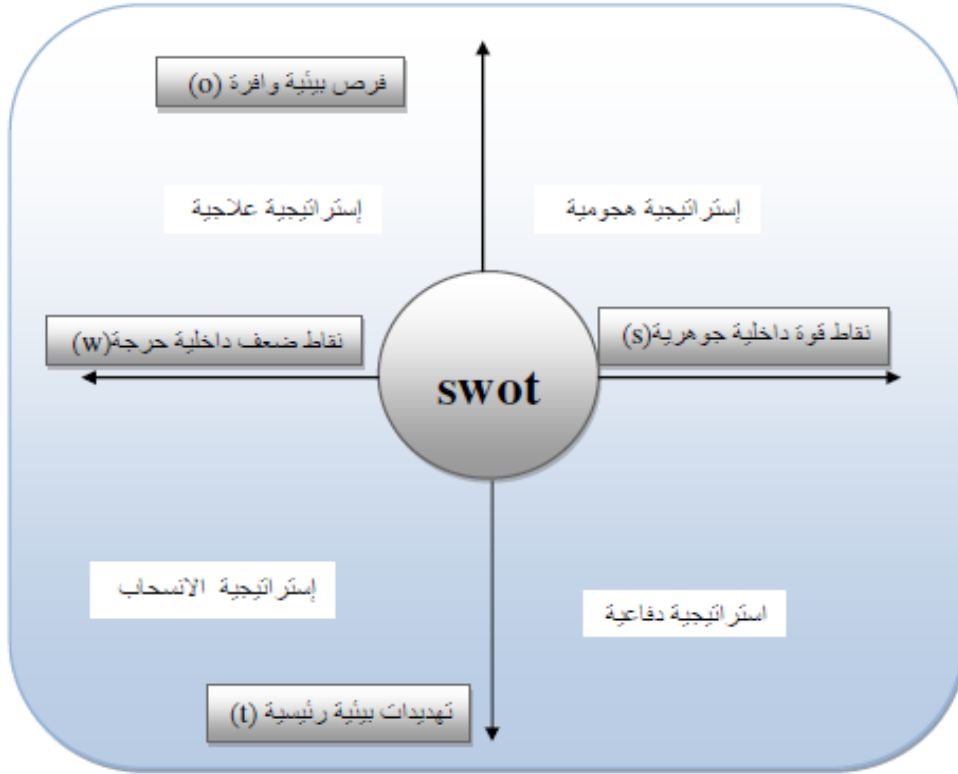 فرص بيئية وافرة (o)
إستراتيجية هجومية
إستراتيجية علاجية
نقاط قوة داخلية جوهرية(s)
نقاط ضعف داخلية حرجة(w)
swot
إستراتيجية الانسحاب
استراتيجية دفاعية
تهديدات بيئية رئيسية (t)